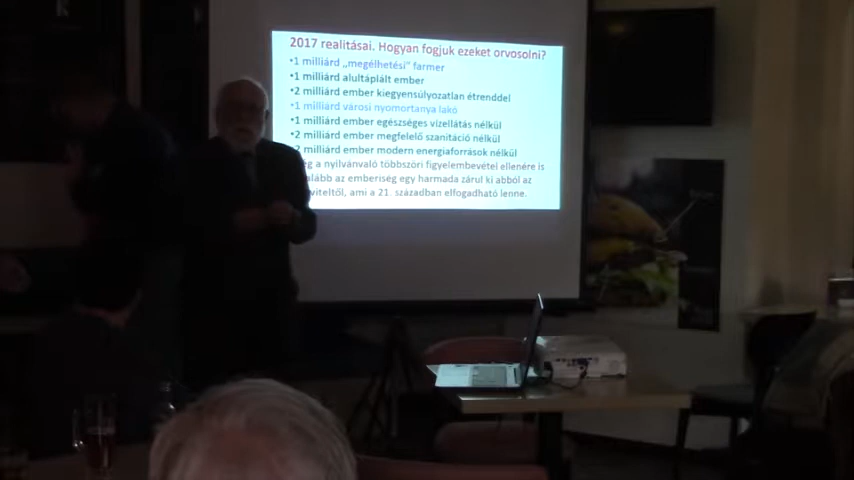 2017 realitásai. Hogyan fogjuk ezeket orvosolni?
•1 milliárd „megélhetési” farmer
•1 milliárd alultáplált ember
•2 milliárd ember kiegyensúlyozatlan étrenddel
•1 milliárd városi nyomortanya lakó
•1 milliárd ember egészséges vízellátás nélkül
•2 milliárd ember megfelelő szanitáció nélkül
2 milliárd ember modern energiaforrások nélkül
a nyilvánvaló többszöri figyelembevétel ellenére is
az emberiség egy harmada zárul ki abból az
ami a 21. században elfogadható lenne.